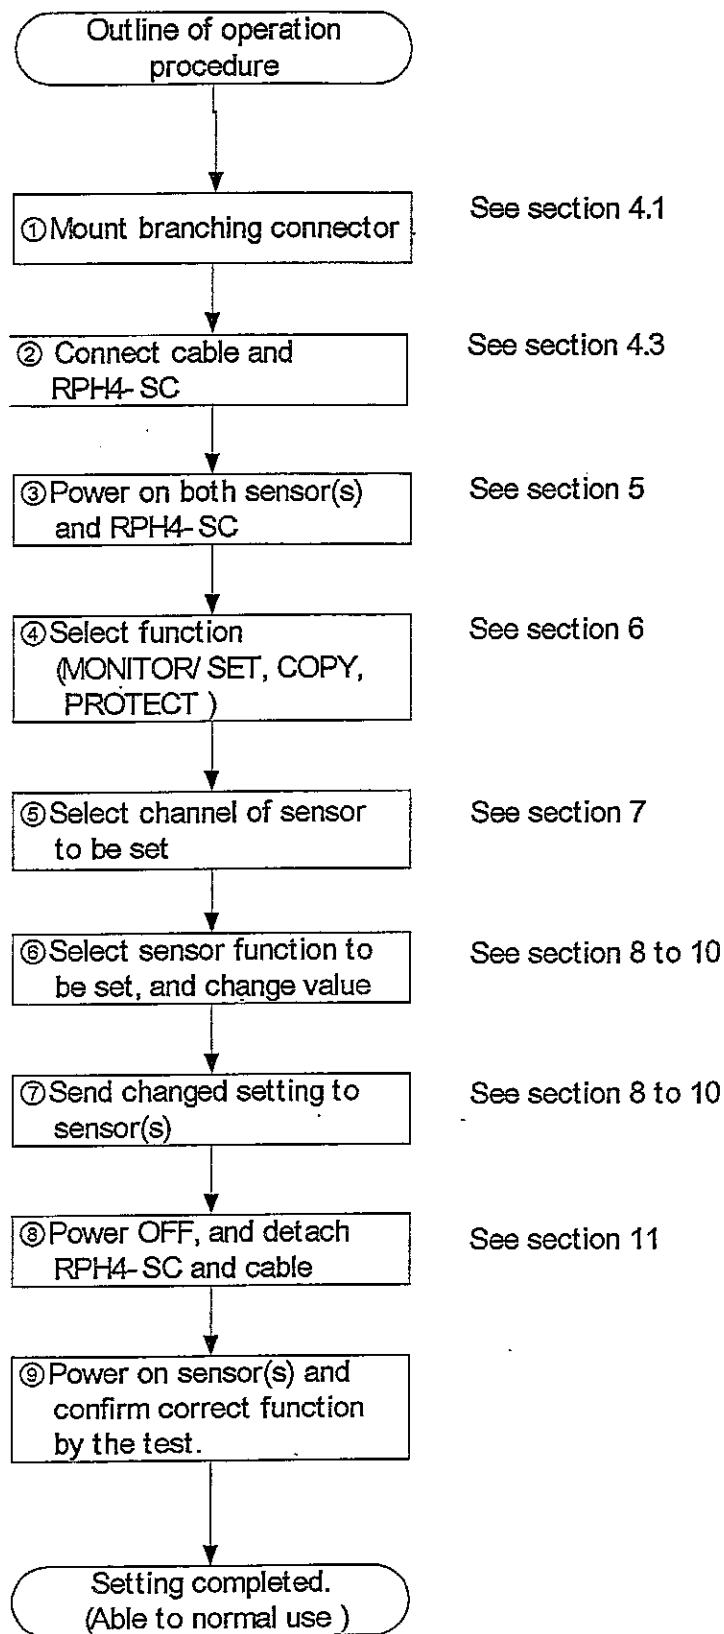 Outline of operation
procedure
①Mount branching connector
See section 4.1
② Connect cable and
RPH4-SC
See section 4.3
③Power on both sensor(s)
and RPH4-SC
See section 5
④Select function
(MONITOR/ SET, COPY,
PROTECT )
See section 6
⑤Select channel of sensor
to be set
See section 7
⑥Select sensor function to
be set, and change value
See section 8 to 10
⑦Send changed setting to
sensor(s)
See section 8 to 10
⑧Power OFF, and detach
RPH4-SC and cable
See section 11
⑨Power on sensor(s) and
confirm correct function
by the test.
Setting completed.
(Able to normal use )